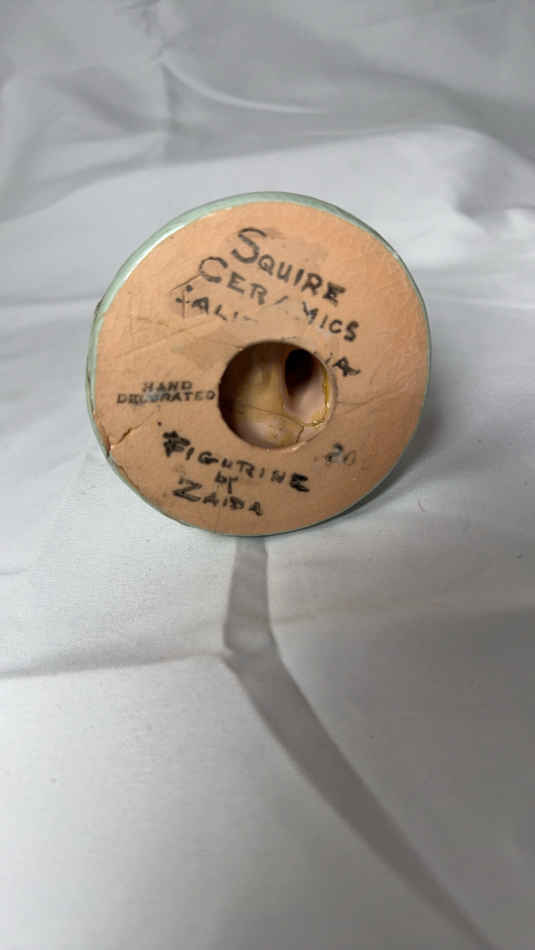 SQUIRE
CERAMICS
HAND
DECORATED
FIGURINE
by
ZAIDA
20